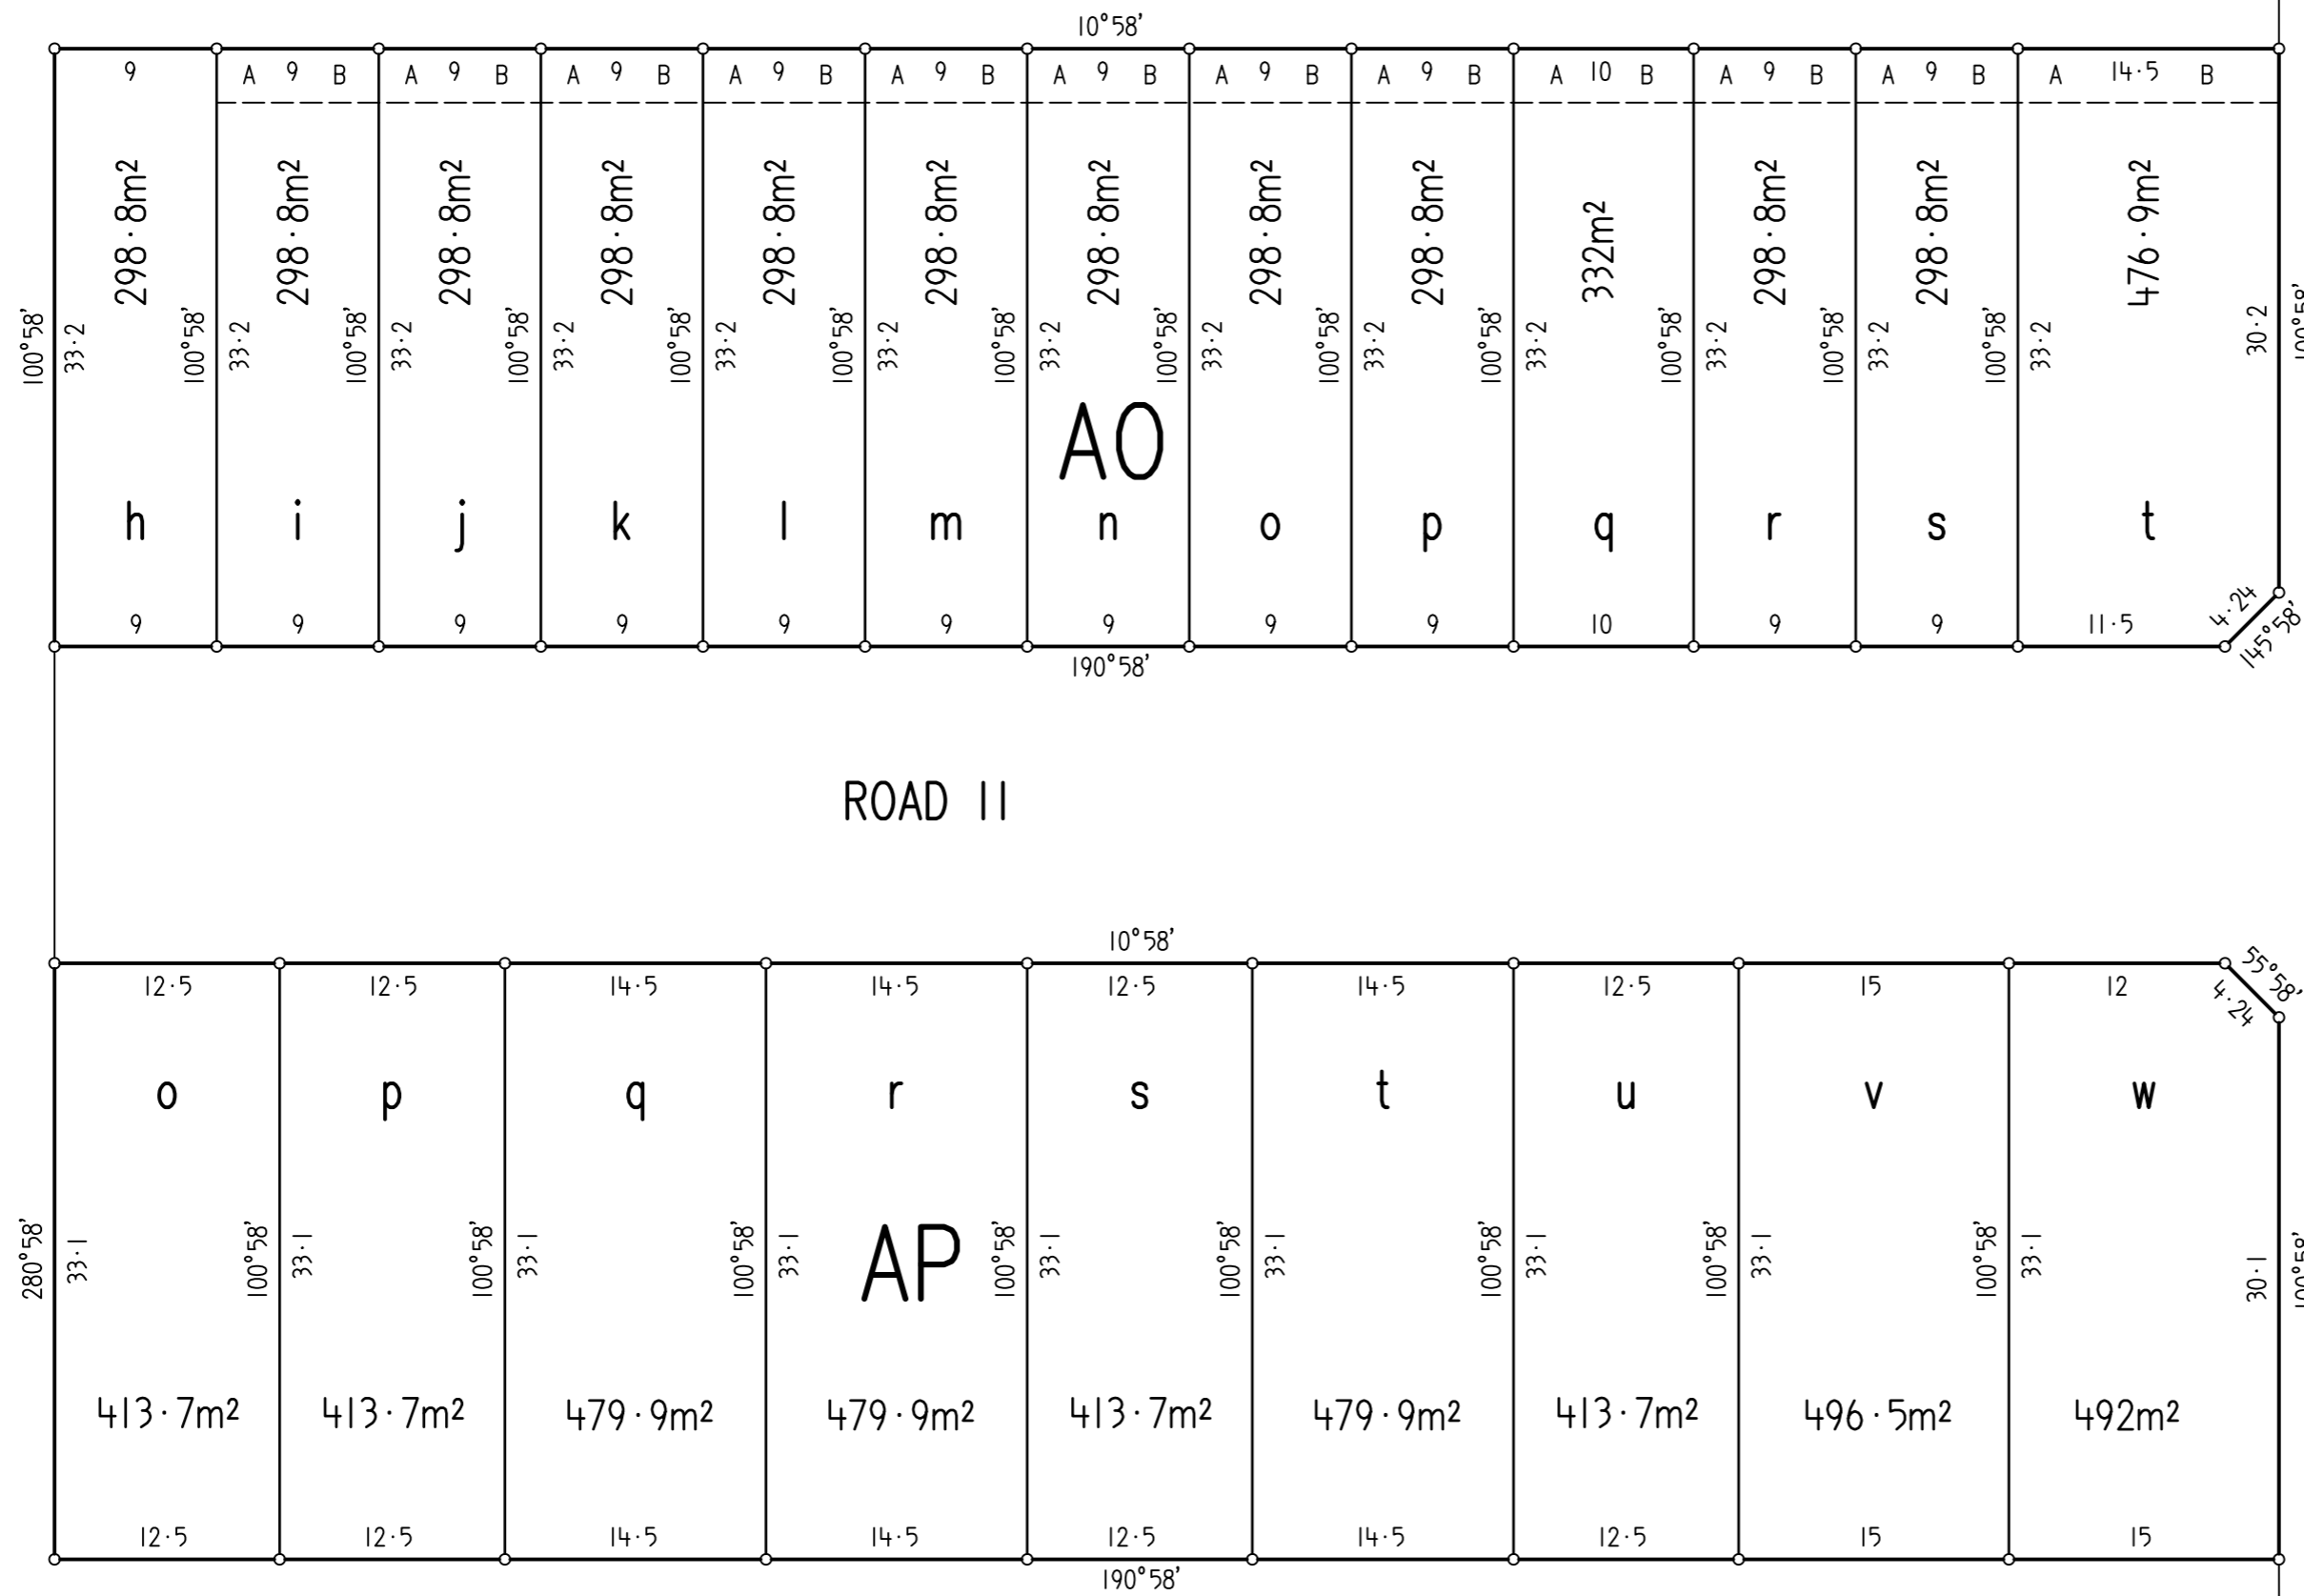 10°58'
9 A 9 B A 9 B A 9 B A 9 B A 9 B A 9 B A 9 B A 9 B A 10 B A 9 B A 9 B A 14·5 B
298·8m² 298·8m² 298·8m² 298·8m² 298·8m² 298·8m² 298·8m² 298·8m² 298·8m² 332m² 298·8m² 298·8m² 476·9m²
100°58' 33·2 100°58' 33·2 100°58' 33·2 100°58' 33·2 100°58' 33·2 100°58' 33·2 100°58' 33·2 100°58' 33·2 100°58' 33·2 100°58' 33·2 100°58' 33·2 100°58' 33·2 100°58' 33·2 30·2 100°58'
AO
h i j k l m n o p q r s t
9 9 9 9 9 9 9 9 9 10 9 9 11·5 4·24 145°58'
190°58'
ROAD 11
10°58'
12·5 12·5 14·5 14·5 12·5 14·5 12·5 15 12 4·24 55°58'
o p q r s t u v w
280°58' 33·1 100°58' 33·1 100°58' 33·1 100°58' 33·1 100°58' 33·1 100°58' 33·1 100°58' 33·1 100°58' 33·1 100°58' 33·1 30·1
AP
413·7m² 413·7m² 479·9m² 479·9m² 413·7m² 479·9m² 413·7m² 496·5m² 492m²
12·5 12·5 14·5 14·5 12·5 14·5 12·5 15 15
190°58'